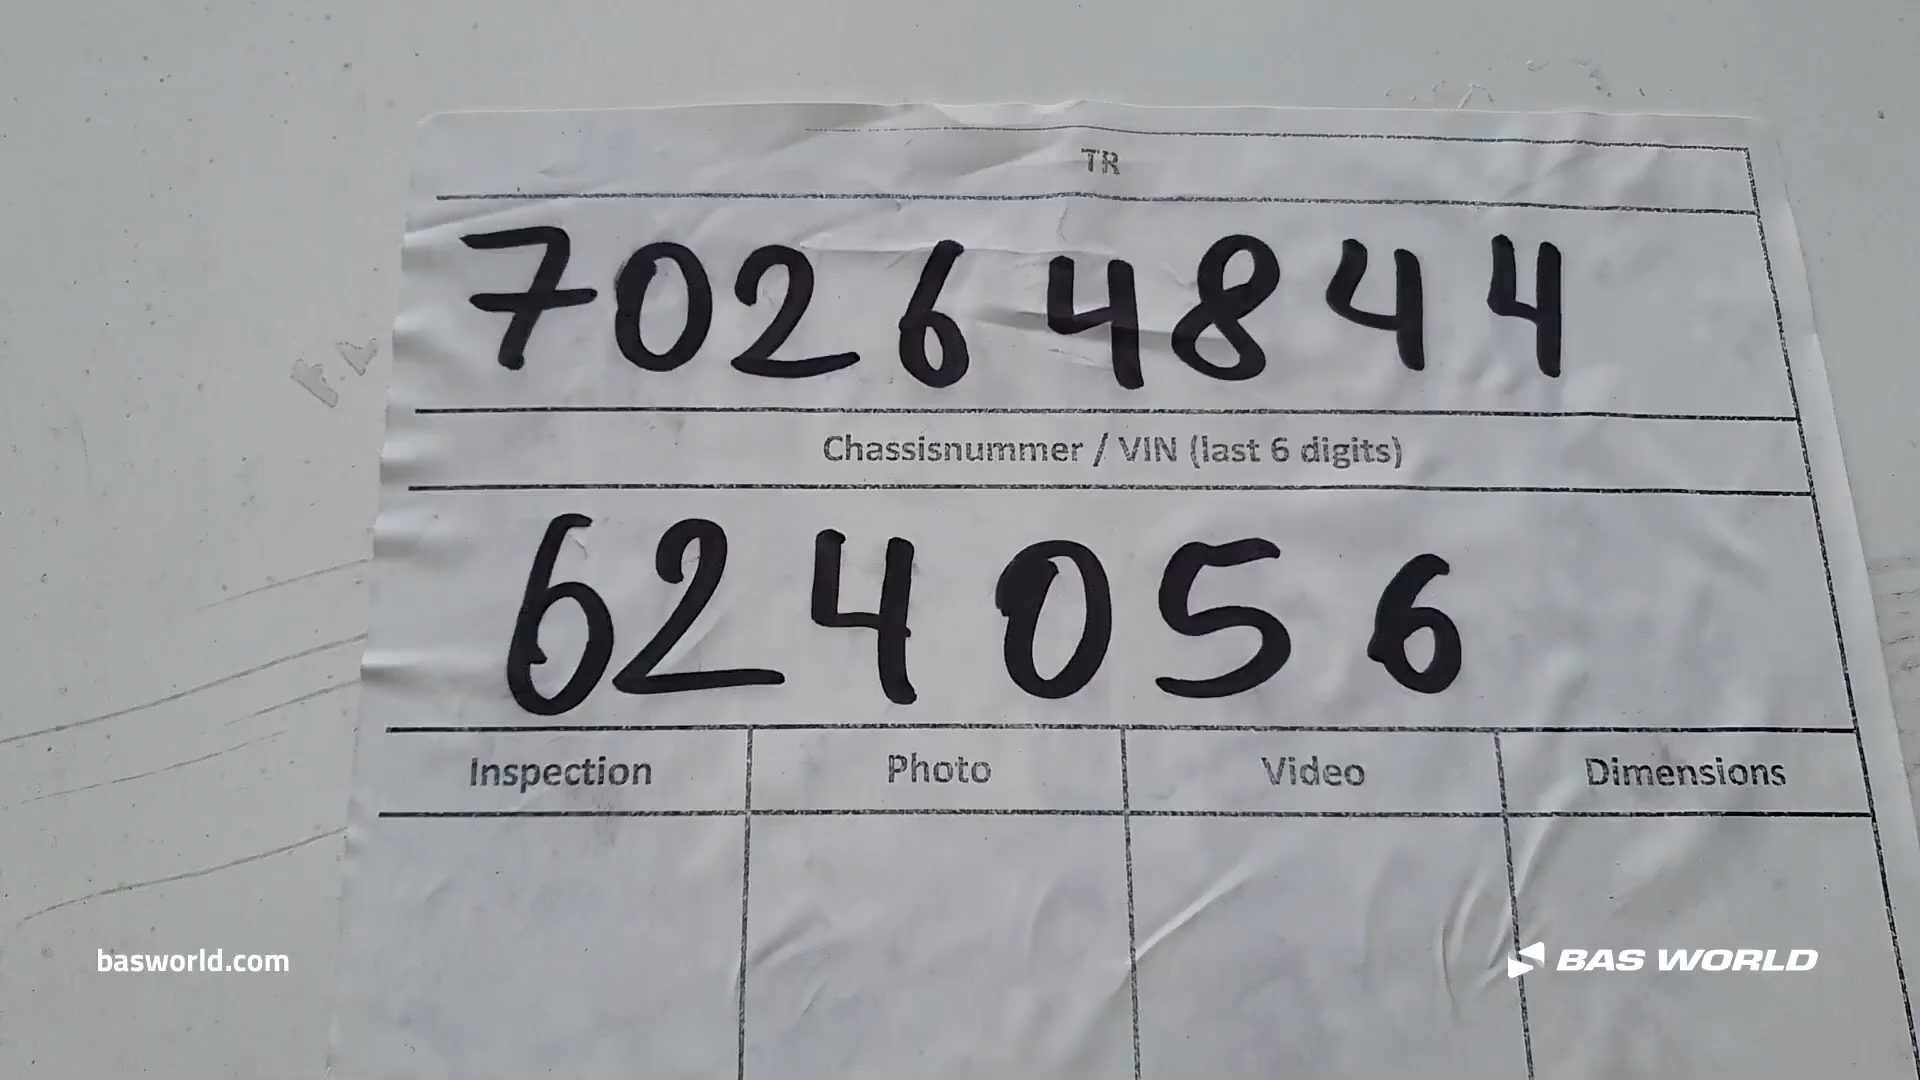 TR
70264844
Chassisnummer / VIN (last 6 digits)
624056
Inspection Photo Video Dimensions
basworld.com BAS WORLD